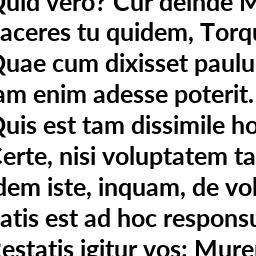 Quid vero? Cur deinde M
aceres tu quidem, Torqu
Quae cum dixisset paulu
am enim adesse poterit.
Quis est tam dissimile ho
Certe, nisi voluptatem ta
dem iste, inquam, de vol
atis est ad hoc responsu
Restatis igitur vos; Muren